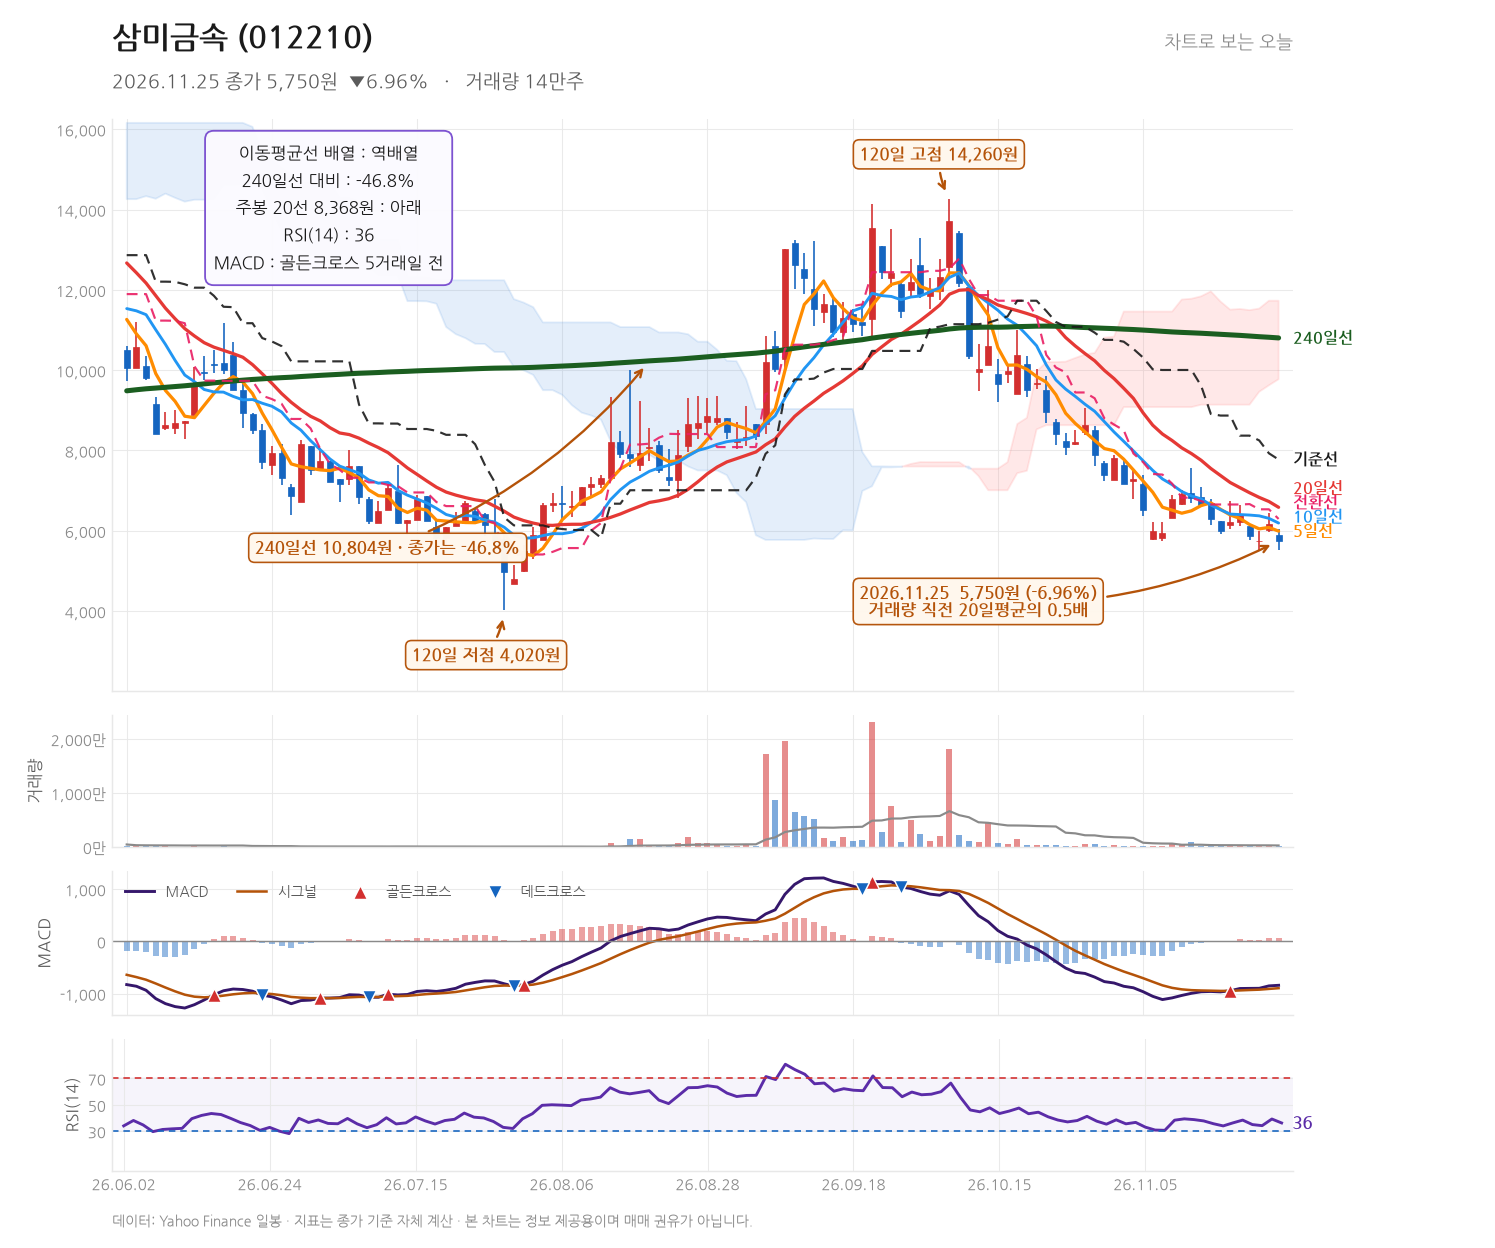 삼미금속 (012210)
차트로 보는 오늘
2026.11.25 종가 5,750원 ▼6.96% · 거래량 14만주
16,000
14,000
12,000
10,000
8,000
6,000
4,000
이동평균선 배열 : 역배열
240일선 대비 : -46.8%
주봉 20선 8,368원 : 아래
RSI(14) : 36
MACD : 골든크로스 5거래일 전
120일 고점 14,260원
240일선
기준선
20일선
전환선
10일선
5일선
240일선 10,804원 · 종가는 -46.8%
2026.11.25 5,750원 (-6.96%)
거래량 직전 20일평균의 0.5배
120일 저점 4,020원
거래량
2,000만
1,000만
0만
MACD
1,000
0
-1,000
MACD
시그널
▲ 골든크로스
▼ 데드크로스
RSI(14)
70
50
30
36
26.06.02
26.06.24
26.07.15
26.08.06
26.08.28
26.09.18
26.10.15
26.11.05
데이터: Yahoo Finance 일봉 · 지표는 종가 기준 자체 계산 · 본 차트는 정보 제공용이며 매매 권유가 아닙니다.